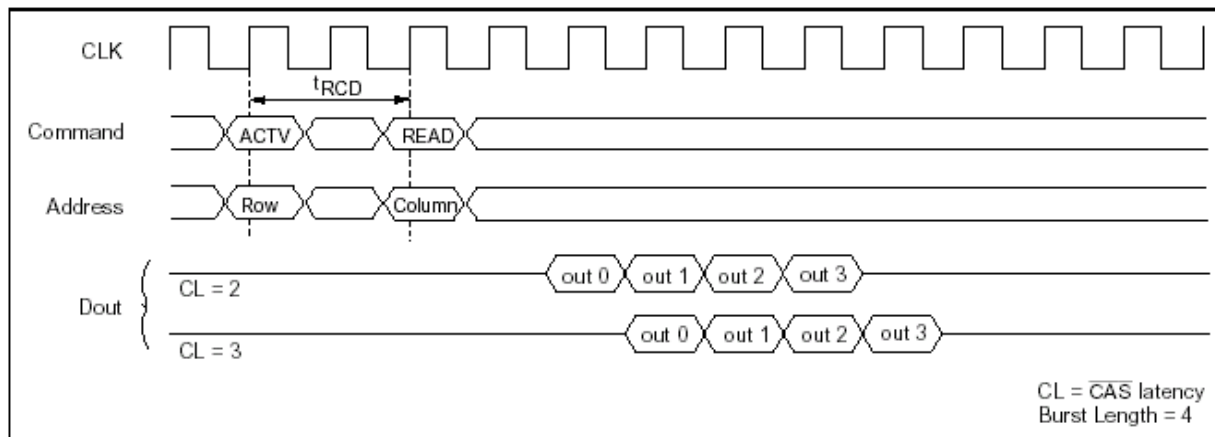 CLK
tRCD
Command ACTV READ
Address Row Column
Dout
CL = 2 out 0 out 1 out 2 out 3
CL = 3 out 0 out 1 out 2 out 3
CL = C̅A̅S̅ latency
Burst Length = 4